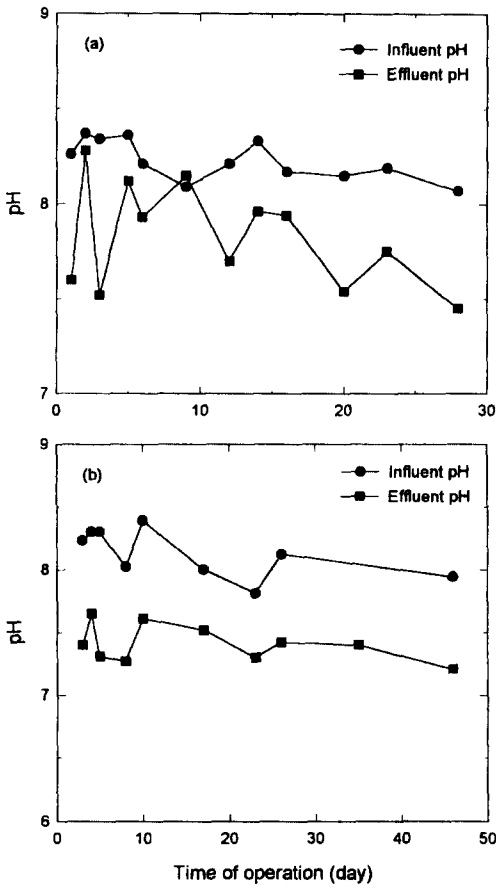 9
(a)
Influent pH
Effluent pH
8
pH
7
0
10
20
30
9
(b)
Influent pH
Effluent pH
8
pH
7
6
0
10
20
30
40
50
Time of operation (day)